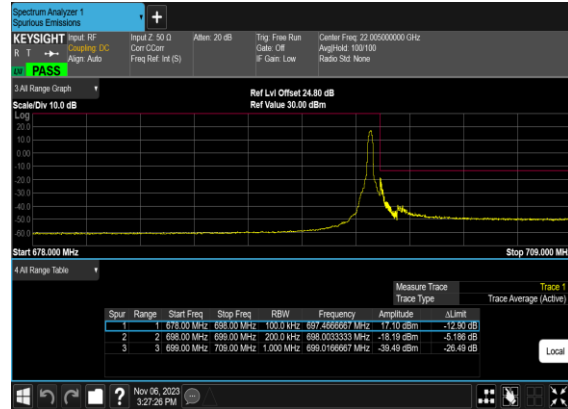 Spectrum Analyzer 1
Spurious Emissions
KEYSIGHT Input: RF Input Z: 50 Ω Atten: 20 dB Trig: Free Run Center Freq: 22.005000000 GHz
R T Coupling: DC Corr CCorr Gate: Off Avg|Hold: 100/100
Align: Auto Freq Ref: Int (S) IF Gain: Low Radio Std: None
PASS
3 All Range Graph
Ref Lvl Offset 24.80 dB
Scale/Div 10.0 dB Ref Value 30.00 dBm
Log
20.0
10.0
0.00
-10.0
-20.0
-30.0
-40.0
-50.0
-60.0
Start 678.000 MHz Stop 709.000 MH
4 All Range Table
Measure Trace Trace 1
Trace Type Trace Average (Active)
Spur Range Start Freq Stop Freq RBW Frequency Amplitude ΔLimit
1 1 678.00 MHz 698.00 MHz 100.0 kHz 697.4666667 MHz 17.10 dBm -12.90 dB
2 2 698.00 MHz 699.00 MHz 200.0 kHz 698.0033333 MHz -18.19 dBm -5.186 dB
3 3 699.00 MHz 709.00 MHz 1.000 MHz 699.0166667 MHz -39.49 dBm -26.49 dB
Local
? Nov 06, 2023
3:27:26 PM